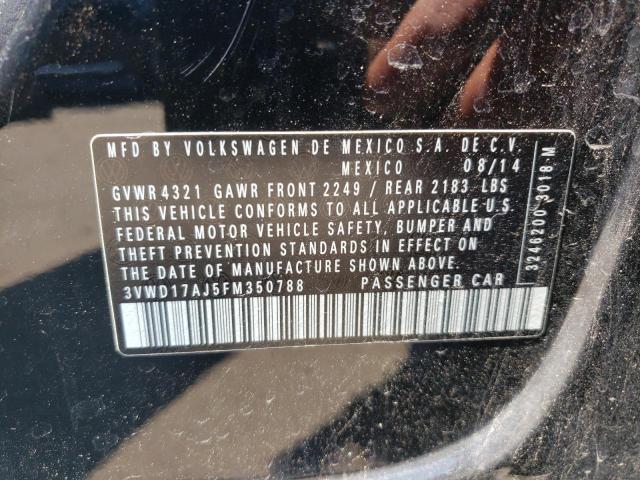 MFD BY VOLKSWAGEN DE MEXICO S.A. DE C.V.
MEXICO 08/14
GVWR 4321 GAWR FRONT 2249 / REAR 2183 LBS
THIS VEHICLE CONFORMS TO ALL APPLICABLE U.S
FEDERAL MOTOR VEHICLE SAFETY, BUMPER AND
THEFT PREVENTION STANDARDS IN EFFECT ON
THE DATE OF MANUFACTURE SHOWN ABOVE.
3VWD17AJ5FM350788 PASSENGER CAR
3246200 3018-M